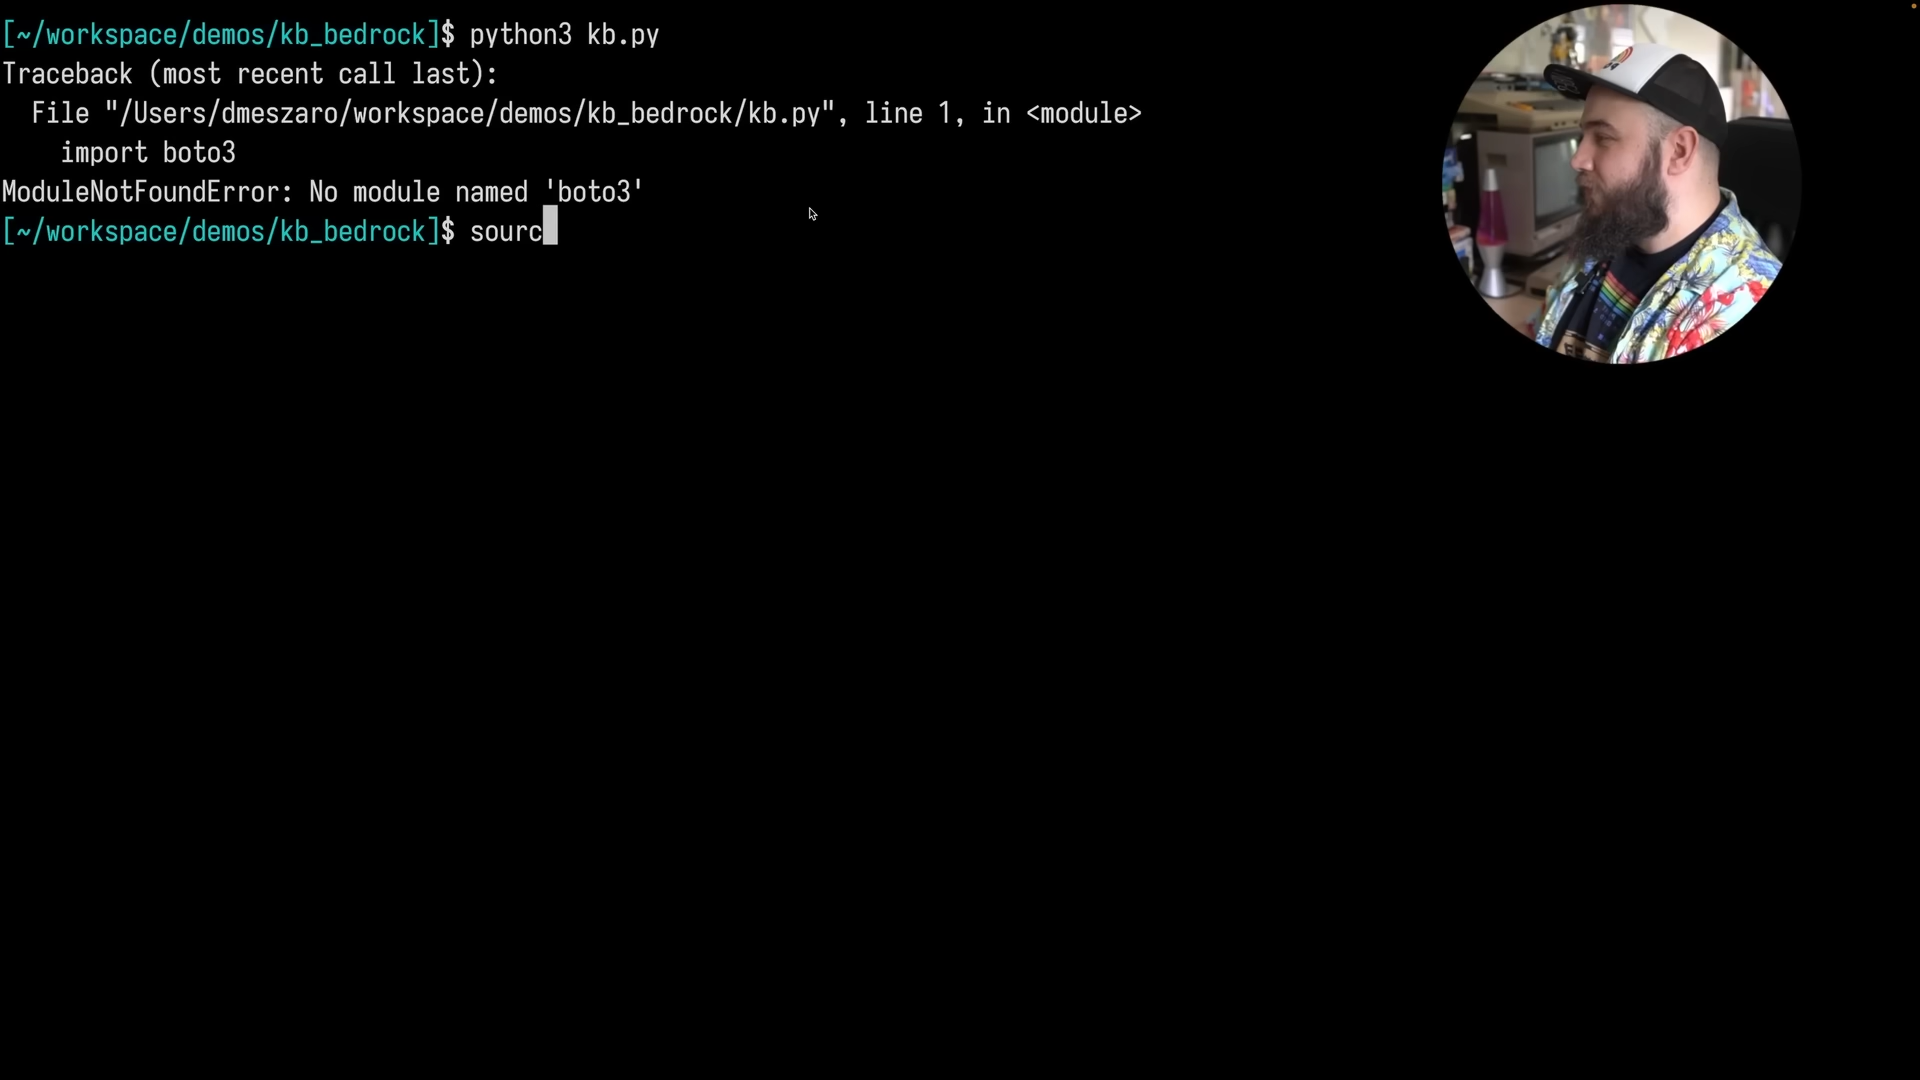 [~/workspace/demos/kb_bedrock]$ python3 kb.py
Traceback (most recent call last):
  File "/Users/dmeszaro/workspace/demos/kb_bedrock/kb.py", line 1, in <module>
    import boto3
ModuleNotFoundError: No module named 'boto3'
[~/workspace/demos/kb_bedrock]$ sourc